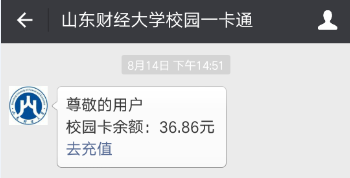 山东财经大学校园一卡通
8月14日 下午14:51
尊敬的用户
校园卡余额：36.86元
去充值